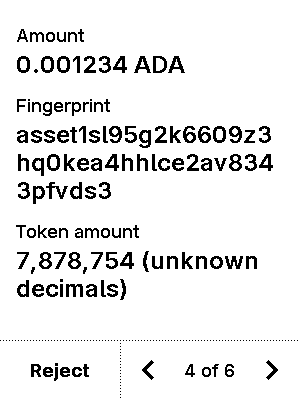 Amount
0.001234 ADA
Fingerprint
asset1sl95g2k6609z3
hq0kea4hhlce2av834
3pfvds3
Token amount
7,878,754 (unknown
decimals)
Reject
4 of 6